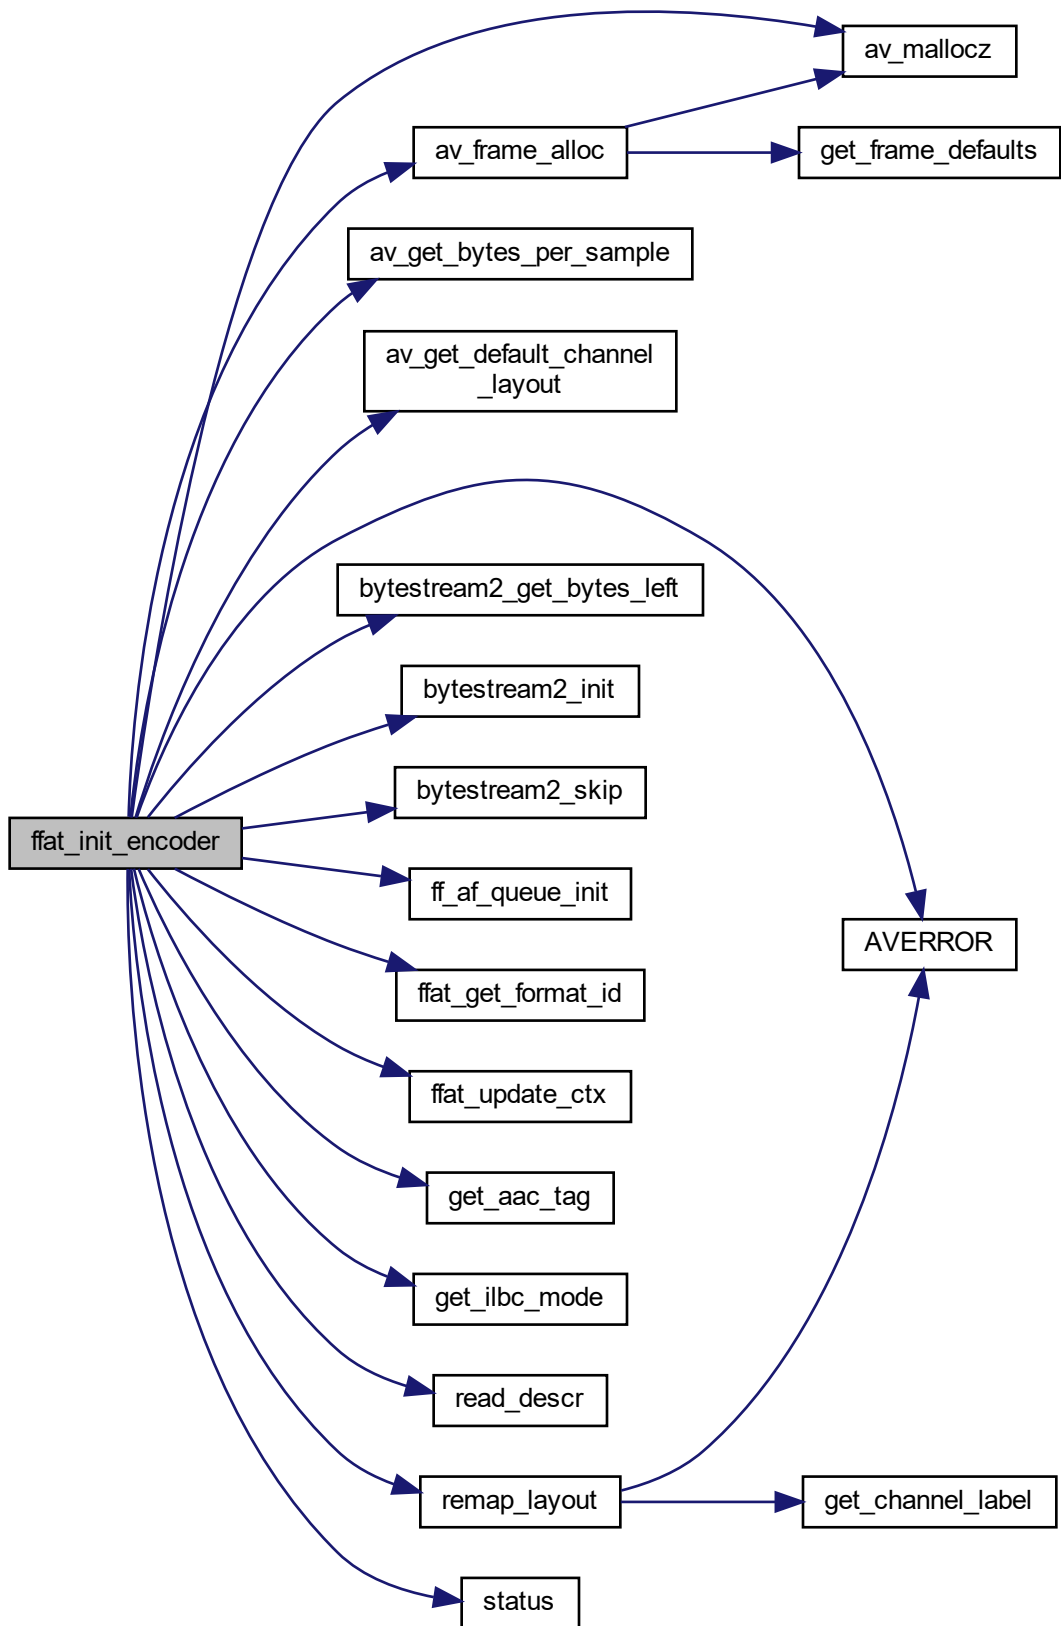 av_mallocz
av_frame_alloc
get_frame_defaults
av_get_bytes_per_sample
av_get_default_channel
_layout
bytestream2_get_bytes_left
bytestream2_init
bytestream2_skip
ffat_init_encoder
ff_af_queue_init
AVERROR
ffat_get_format_id
ffat_update_ctx
get_aac_tag
get_ilbc_mode
read_descr
remap_layout
get_channel_label
status